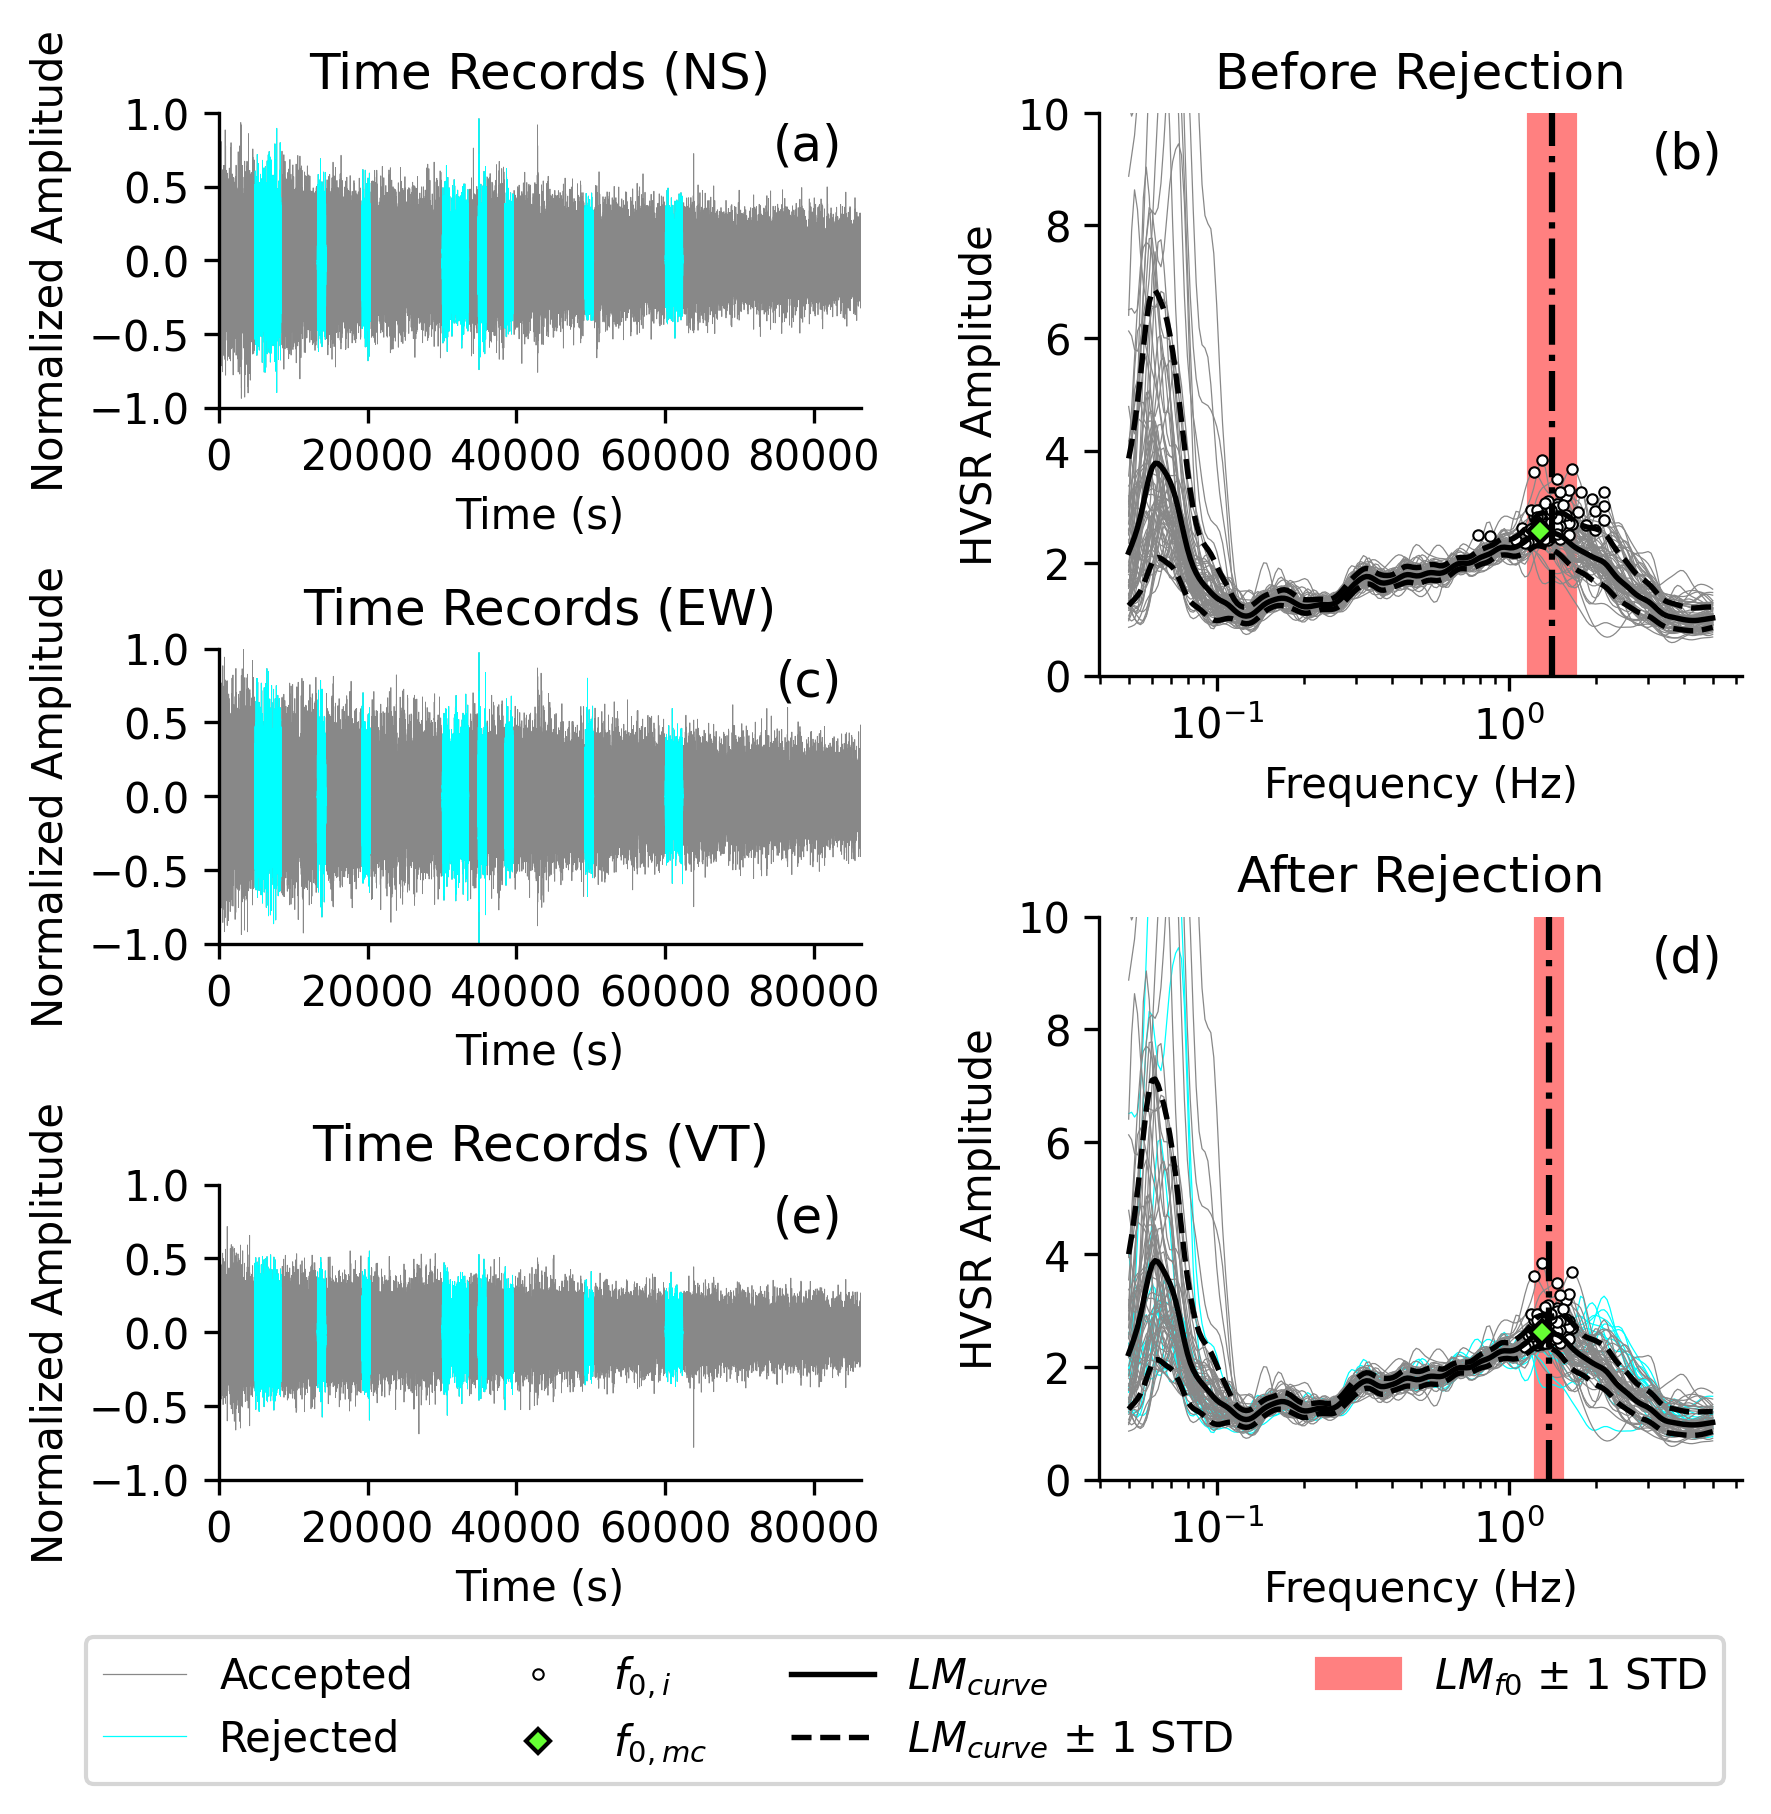 Time Records (NS)
Normalized Amplitude
1.0
0.5
0.0
−0.5
−1.0
(a)
0 20000 40000 60000 80000
Time (s)
Before Rejection
HVSR Amplitude
10
8
6
4
2
0
(b)
10⁻¹ 10⁰
Frequency (Hz)
Time Records (EW)
Normalized Amplitude
1.0
0.5
0.0
−0.5
−1.0
(c)
0 20000 40000 60000 80000
Time (s)
After Rejection
HVSR Amplitude
10
8
6
4
2
0
(d)
10⁻¹ 10⁰
Frequency (Hz)
Time Records (VT)
Normalized Amplitude
1.0
0.5
0.0
−0.5
−1.0
(e)
0 20000 40000 60000 80000
Time (s)
Accepted
Rejected
f0,i
f0,mc
LMcurve
LMcurve ± 1 STD
LMf0 ± 1 STD